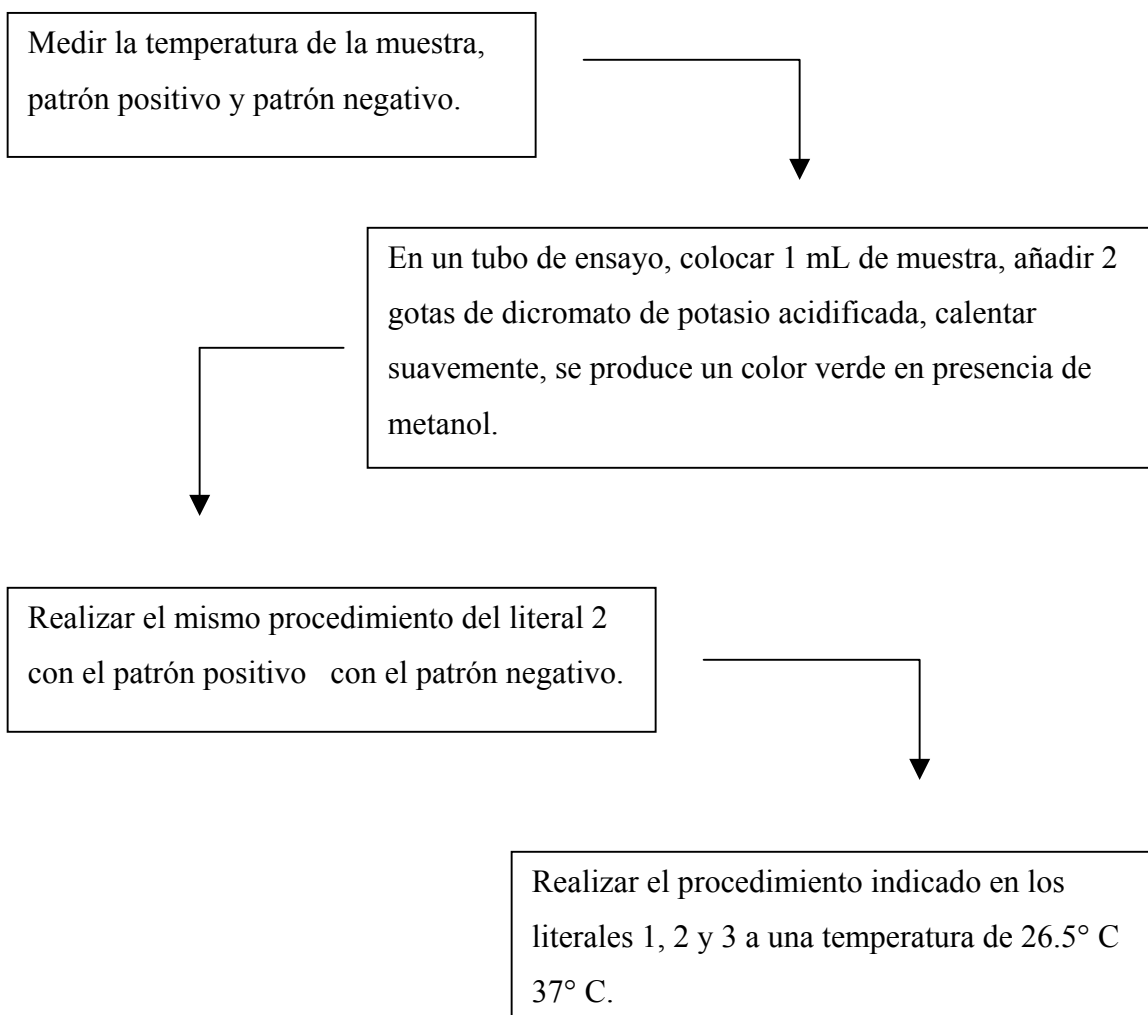 Medir la temperatura de la muestra,
patrón positivo y patrón negativo.
En un tubo de ensayo, colocar 1 mL de muestra, añadir 2
gotas de dicromato de potasio acidificada, calentar
suavemente, se produce un color verde en presencia de
metanol.
Realizar el mismo procedimiento del literal 2
con el patrón positivo   con el patrón negativo.
Realizar el procedimiento indicado en los
literales 1, 2 y 3 a una temperatura de 26.5° C
37° C.